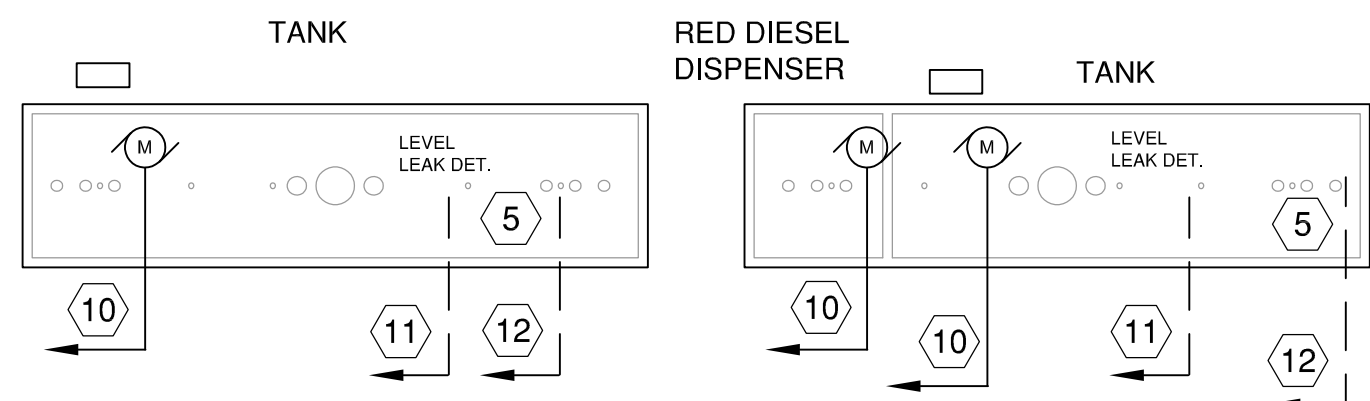 TANK
RED DIESEL
DISPENSER
TANK
M
LEVEL
LEAK DET.
5
10
11
12
M
M
LEVEL
LEAK DET.
5
10
10
11
12